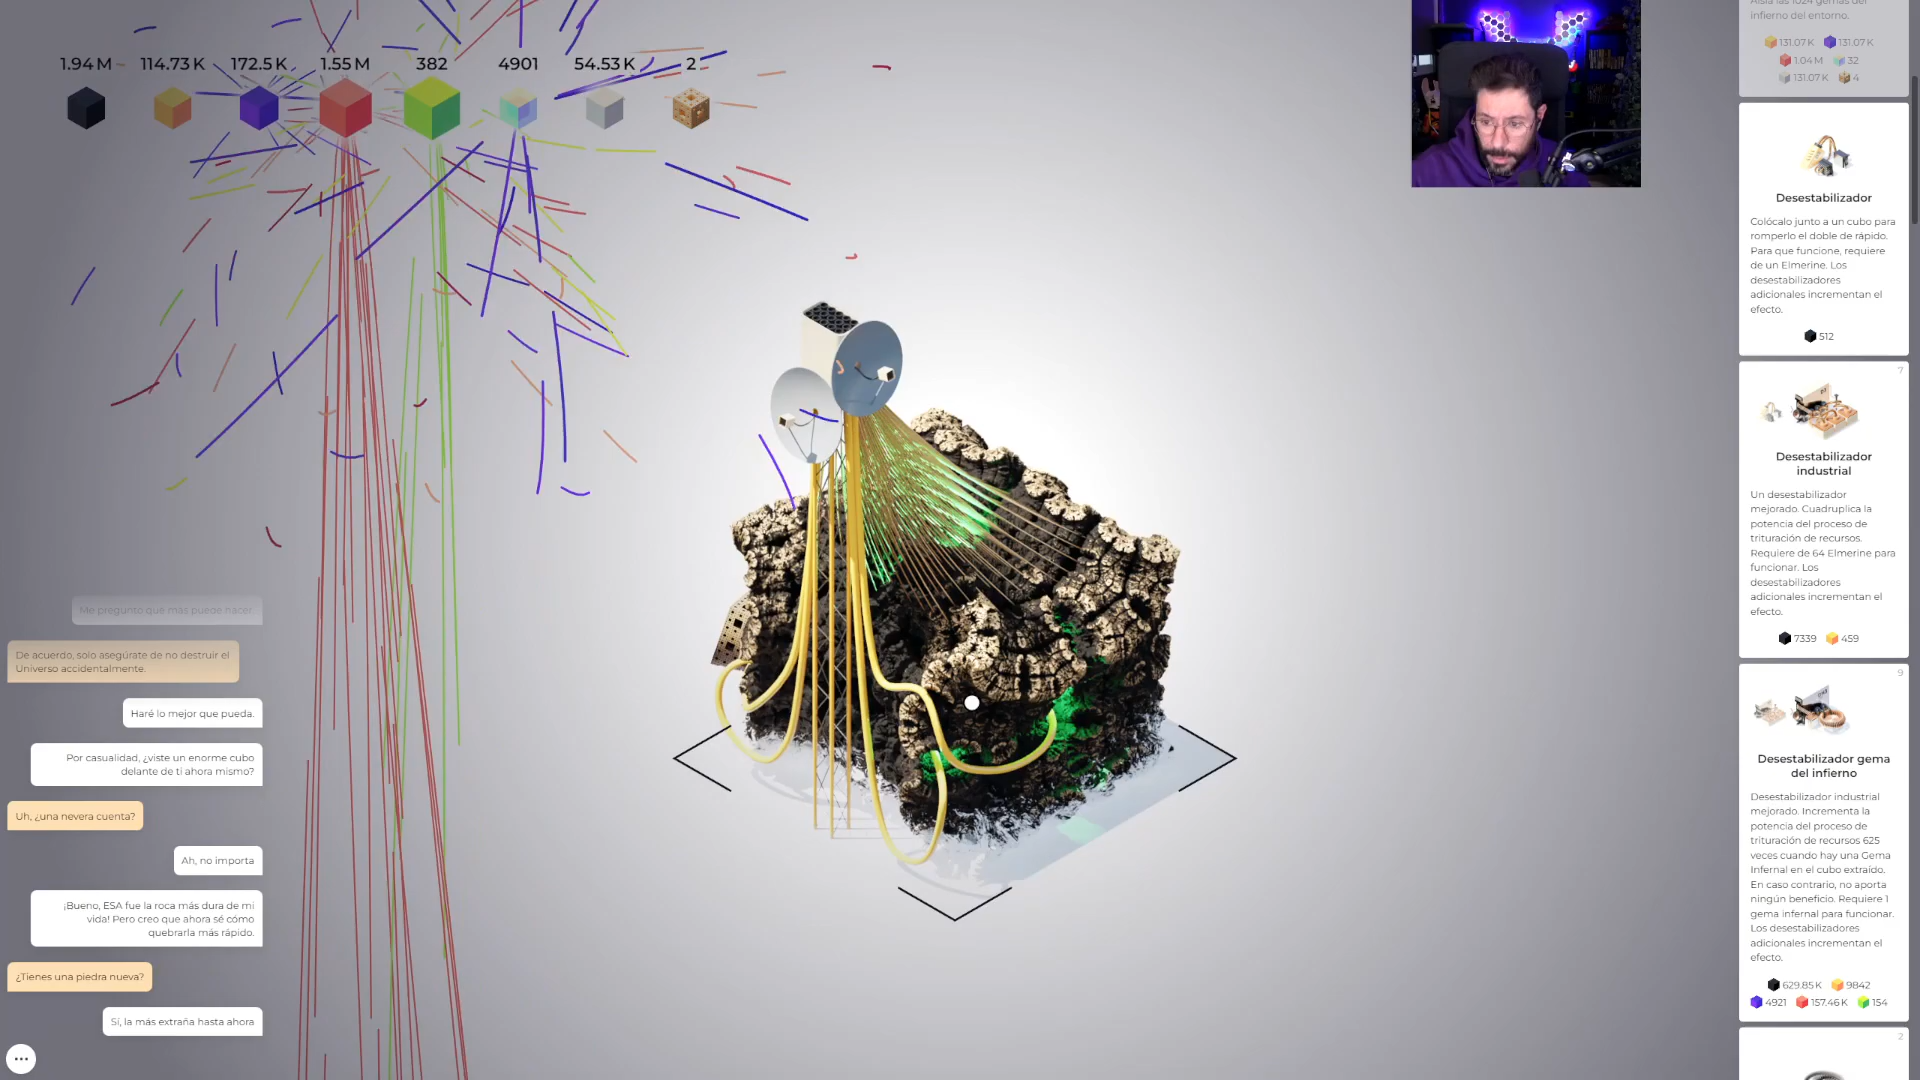 1.94 M 114.73 K 172.5 K 1.55 M 382 4901 54.53 K 2
Me pregunto qué más puede hacer.
De acuerdo, solo asegúrate de no destruir el
Universo accidentalmente.
Haré lo mejor que pueda.
Por casualidad, ¿viste un enorme cubo
delante de ti ahora mismo?
Uh, ¿una nevera cuenta?
Ah, no importa
¡Bueno, ESA fue la roca más dura de mi
vida! Pero creo que ahora sé cómo
quebrarla más rápido.
¿Tienes una piedra nueva?
Sí, la más extraña hasta ahora
Aísla las 1024 gemas del
infierno del entorno.
131.07 K 131.07 K
1.04 M 32
131.07 K 4
Desestabilizador
Colócalo junto a un cubo para
romperlo el doble de rápido.
Para que funcione, requiere
de un Elmerine. Los
desestabilizadores
adicionales incrementan el
efecto.
512
7
Desestabilizador
industrial
Un desestabilizador
mejorado. Cuadruplica la
potencia del proceso de
trituración de recursos.
Requiere de 64 Elmerine para
funcionar. Los
desestabilizadores
adicionales incrementan el
efecto.
7339 459
9
Desestabilizador gema
del infierno
Desestabilizador industrial
mejorado. Incrementa la
potencia del proceso de
trituración de recursos 625
veces cuando hay una Gema
Infernal en el cubo extraído.
En caso contrario, no aporta
ningún beneficio. Requiere 1
gema infernal para funcionar.
Los desestabilizadores
adicionales incrementan el
efecto.
629.85 K 9842
4921 157.46 K 154
2